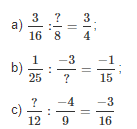 a) 3/16 : ?/8 = 3/4;
b) 1/25 : -3/? = -1/15;
c) ?/12 : -4/9 = -3/16